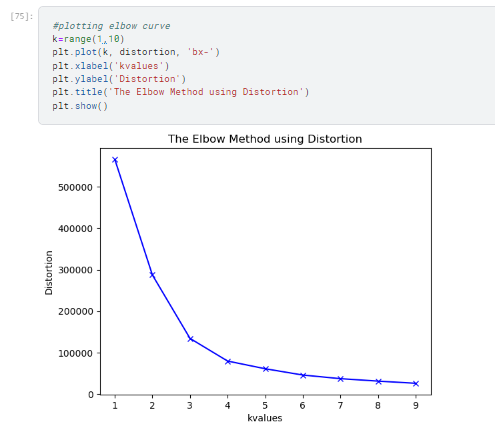 [75]:
#plotting elbow curve
k=range(1,10)
plt.plot(k, distortion, 'bx-')
plt.xlabel('kvalues')
plt.ylabel('Distortion')
plt.title('The Elbow Method using Distortion')
plt.show()
The Elbow Method using Distortion
500000
400000
300000
200000
100000
0
Distortion
1 2 3 4 5 6 7 8 9
kvalues